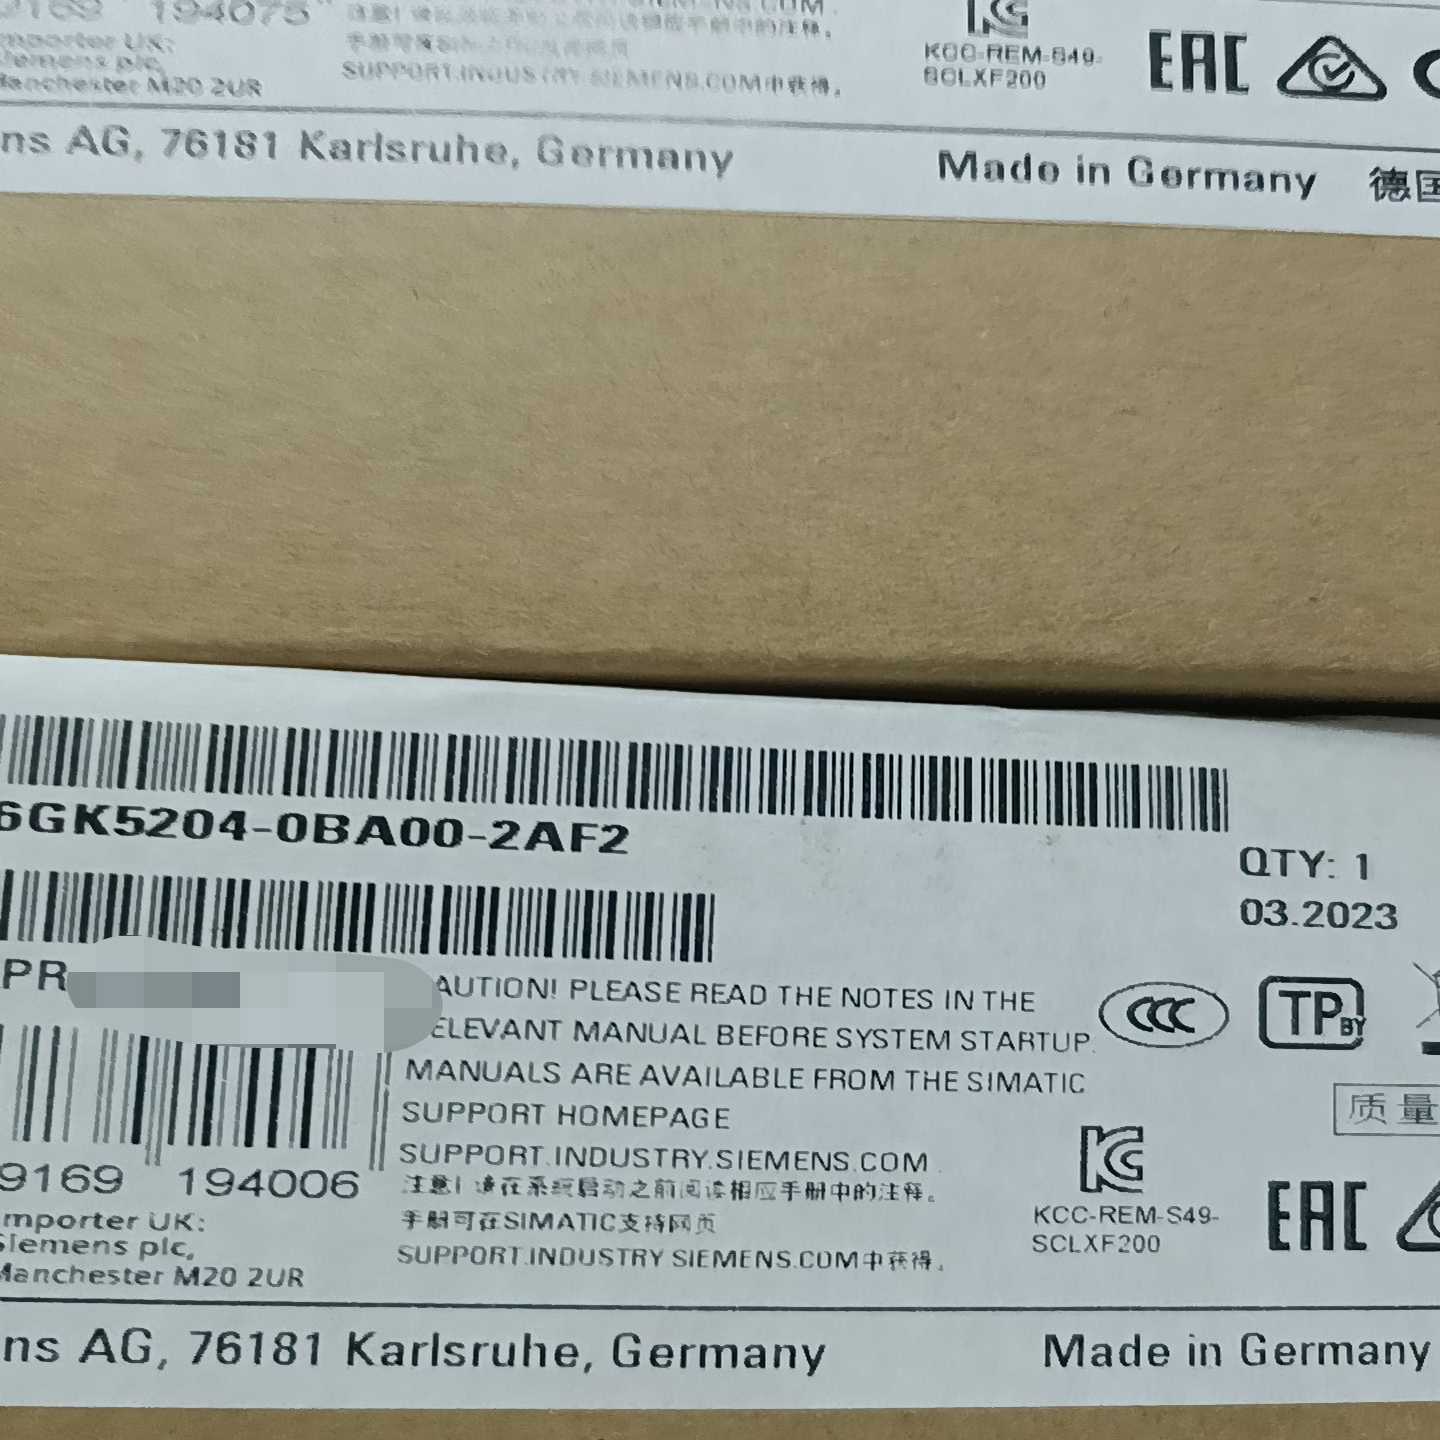 194075
SIEMENS.COM
mporter UK:
Siemens plc,
Manchester M20 2UR
SUPPORT.INDUSTRY.SIEMENS.COM中获得。
KCC-REM-S49-
SCLXF200
EAC
ns AG, 76181 Karlsruhe, Germany
Made in Germany
德国
6GK5204-0BA00-2AF2
QTY: 1
03.2023
PR
AUTION! PLEASE READ THE NOTES IN THE
ELEVANT MANUAL BEFORE SYSTEM STARTUP.
MANUALS ARE AVAILABLE FROM THE SIMATIC
SUPPORT HOMEPAGE
SUPPORT.INDUSTRY.SIEMENS.COM
注意! 请在系统启动之前阅读相应手册中的注释。
手册可在SIMATIC支持网页
SUPPORT.INDUSTRY SIEMENS.COM中获得。
CCC
TP BY
质量
KCC-REM-S49-
SCLXF200
EAC
9169 194006
mporter UK:
Siemens plc,
Manchester M20 2UR
ns AG, 76181 Karlsruhe, Germany
Made in Germany